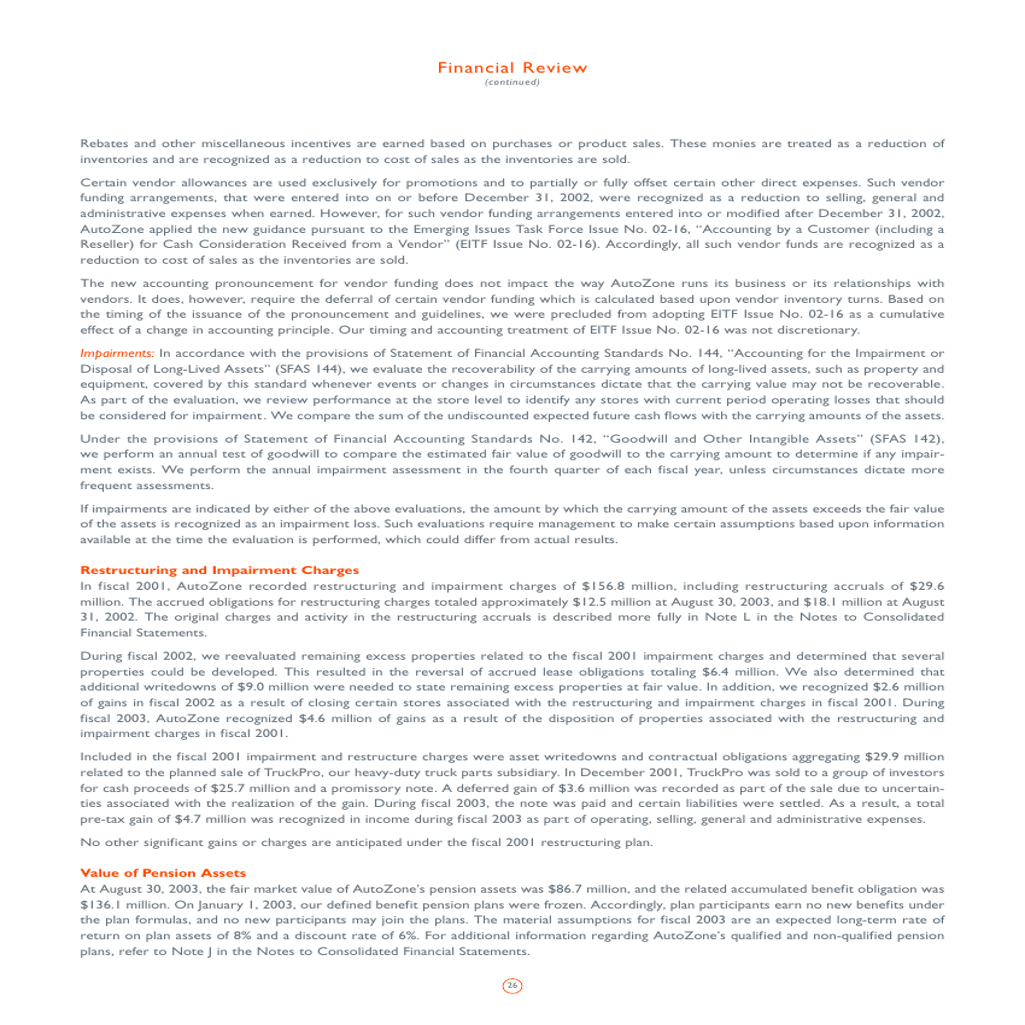 Financial Review
(continued)
Rebates and other miscellaneous incentives are earned based on purchases or product sales. These monies are treated as a reduction of
inventories and are recognized as a reduction to cost of sales as the inventories are sold.
Certain vendor allowances are used exclusively for promotions and to partially or fully offset certain other direct expenses. Such vendor
funding arrangements, that were entered into on or before December 31, 2002, were recognized as a reduction to selling, general and
administrative expenses when earned. However, for such vendor funding arrangements entered into or modified after December 31, 2002,
AutoZone applied the new guidance pursuant to the Emerging Issues Task Force Issue No. 02-16, “Accounting by a Customer (including a
Reseller) for Cash Consideration Received from a Vendor” (EITF Issue No. 02-16). Accordingly, all such vendor funds are recognized as a
reduction to cost of sales as the inventories are sold.
The new accounting pronouncement for vendor funding does not impact the way AutoZone runs its business or its relationships with
vendors. It does, however, require the deferral of certain vendor funding which is calculated based upon vendor inventory turns. Based on
the timing of the issuance of the pronouncement and guidelines, we were precluded from adopting EITF Issue No. 02-16 as a cumulative
effect of a change in accounting principle. Our timing and accounting treatment of EITF Issue No. 02-16 was not discretionary.
Impairments: In accordance with the provisions of Statement of Financial Accounting Standards No. 144, “Accounting for the Impairment or
Disposal of Long-Lived Assets” (SFAS 144), we evaluate the recoverability of the carrying amounts of long-lived assets, such as property and
equipment, covered by this standard whenever events or changes in circumstances dictate that the carrying value may not be recoverable.
As part of the evaluation, we review performance at the store level to identify any stores with current period operating losses that should
be considered for impairment. We compare the sum of the undiscounted expected future cash flows with the carrying amounts of the assets.
Under the provisions of Statement of Financial Accounting Standards No. 142, “Goodwill and Other Intangible Assets” (SFAS 142),
we perform an annual test of goodwill to compare the estimated fair value of goodwill to the carrying amount to determine if any impair-
ment exists. We perform the annual impairment assessment in the fourth quarter of each fiscal year, unless circumstances dictate more
frequent assessments.
If impairments are indicated by either of the above evaluations, the amount by which the carrying amount of the assets exceeds the fair value
of the assets is recognized as an impairment loss. Such evaluations require management to make certain assumptions based upon information
available at the time the evaluation is performed, which could differ from actual results.
Restructuring and Impairment Charges
In fiscal 2001, AutoZone recorded restructuring and impairment charges of $156.8 million, including restructuring accruals of $29.6
million. The accrued obligations for restructuring charges totaled approximately $12.5 million at August 30, 2003, and $18.1 million at August
31, 2002. The original charges and activity in the restructuring accruals is described more fully in Note L in the Notes to Consolidated
Financial Statements.
During fiscal 2002, we reevaluated remaining excess properties related to the fiscal 2001 impairment charges and determined that several
properties could be developed. This resulted in the reversal of accrued lease obligations totaling $6.4 million. We also determined that
additional writedowns of $9.0 million were needed to state remaining excess properties at fair value. In addition, we recognized $2.6 million
of gains in fiscal 2002 as a result of closing certain stores associated with the restructuring and impairment charges in fiscal 2001. During
fiscal 2003, AutoZone recognized $4.6 million of gains as a result of the disposition of properties associated with the restructuring and
impairment charges in fiscal 2001.
Included in the fiscal 2001 impairment and restructure charges were asset writedowns and contractual obligations aggregating $29.9 million
related to the planned sale of TruckPro, our heavy-duty truck parts subsidiary. In December 2001, TruckPro was sold to a group of investors
for cash proceeds of $25.7 million and a promissory note. A deferred gain of $3.6 million was recorded as part of the sale due to uncertain-
ties associated with the realization of the gain. During fiscal 2003, the note was paid and certain liabilities were settled. As a result, a total
pre-tax gain of $4.7 million was recognized in income during fiscal 2003 as part of operating, selling, general and administrative expenses.
No other significant gains or charges are anticipated under the fiscal 2001 restructuring plan.
Value of Pension Assets
At August 30, 2003, the fair market value of AutoZone’s pension assets was $86.7 million, and the related accumulated benefit obligation was
$136.1 million. On January 1, 2003, our defined benefit pension plans were frozen. Accordingly, plan participants earn no new benefits under
the plan formulas, and no new participants may join the plans. The material assumptions for fiscal 2003 are an expected long-term rate of
return on plan assets of 8% and a discount rate of 6%. For additional information regarding AutoZone’s qualified and non-qualified pension
plans, refer to Note J in the Notes to Consolidated Financial Statements.
26